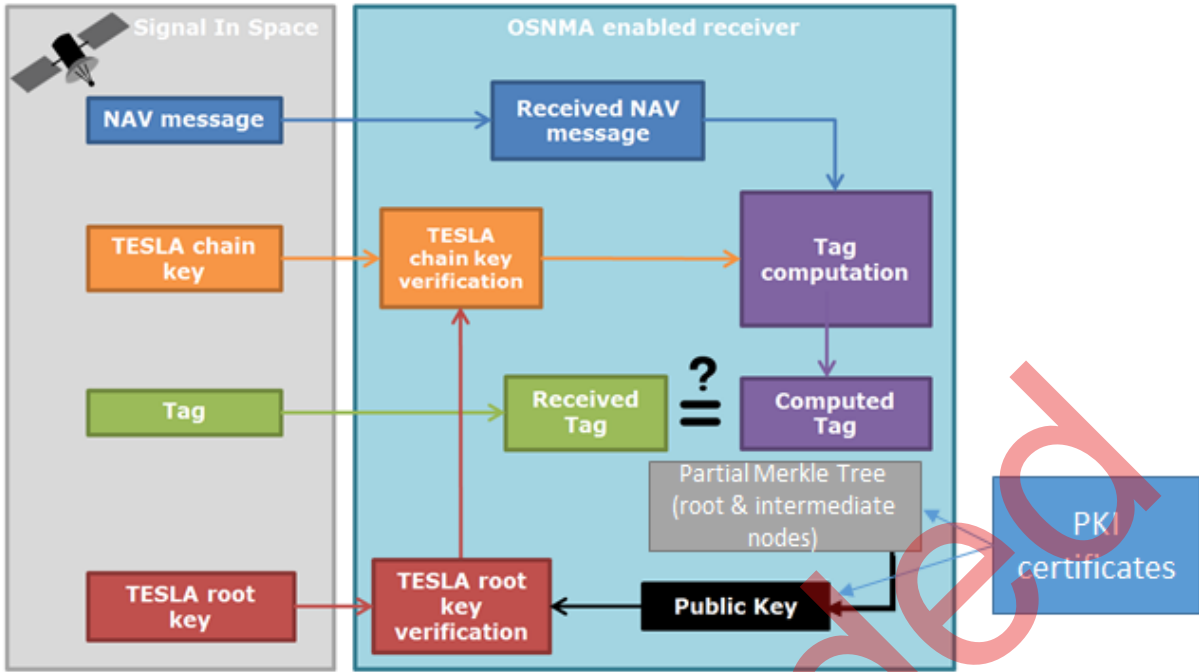 Signal In Space
OSNMA enabled receiver
NAV message
Received NAV
message
TESLA chain
key
TESLA
chain key
verification
Tag
computation
Tag
Received
Tag
?
=
Computed
Tag
Partial Merkle Tree
(root & intermediate
nodes)
PKI
certificates
TESLA root
key
TESLA root
key
verification
Public Key